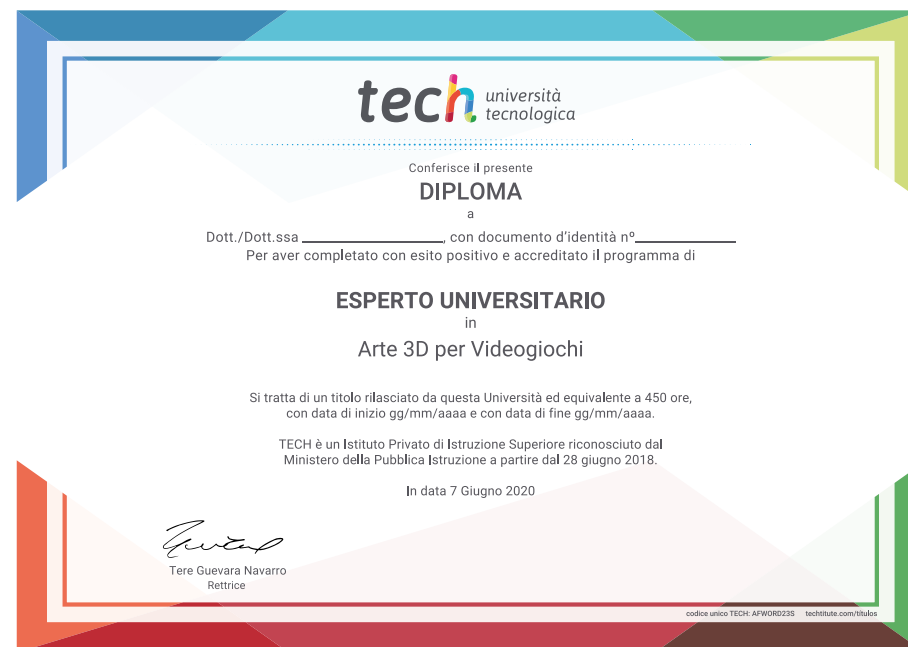 tech università
tecnologica
Conferisce il presente
DIPLOMA
a
Dott./Dott.ssa ____________________, con documento d'identità nº______________
Per aver completato con esito positivo e accreditato il programma di
ESPERTO UNIVERSITARIO
in
Arte 3D per Videogiochi
Si tratta di un titolo rilasciato da questa Università ed equivalente a 450 ore,
con data di inizio gg/mm/aaaa e con data di fine gg/mm/aaaa.
TECH è un Istituto Privato di Istruzione Superiore riconosciuto dal
Ministero della Pubblica Istruzione a partire dal 28 giugno 2018.
In data 7 Giugno 2020
Tere Guevara Navarro
Rettrice
codice unico TECH: AFWORD23S techtitute.com/títulos